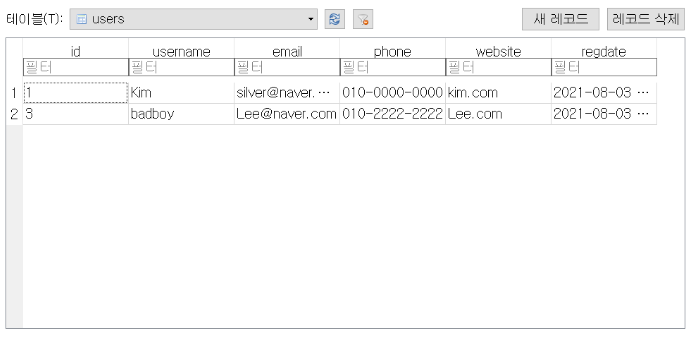 테이블(T): users 새 레코드 레코드 삭제
id username email phone website regdate
필터 필터 필터 필터 필터 필터
1 1 Kim silver@naver. ··· 010-0000-0000 kim.com 2021-08-03 ···
2 3 badboy Lee@naver.com 010-2222-2222 Lee.com 2021-08-03 ···